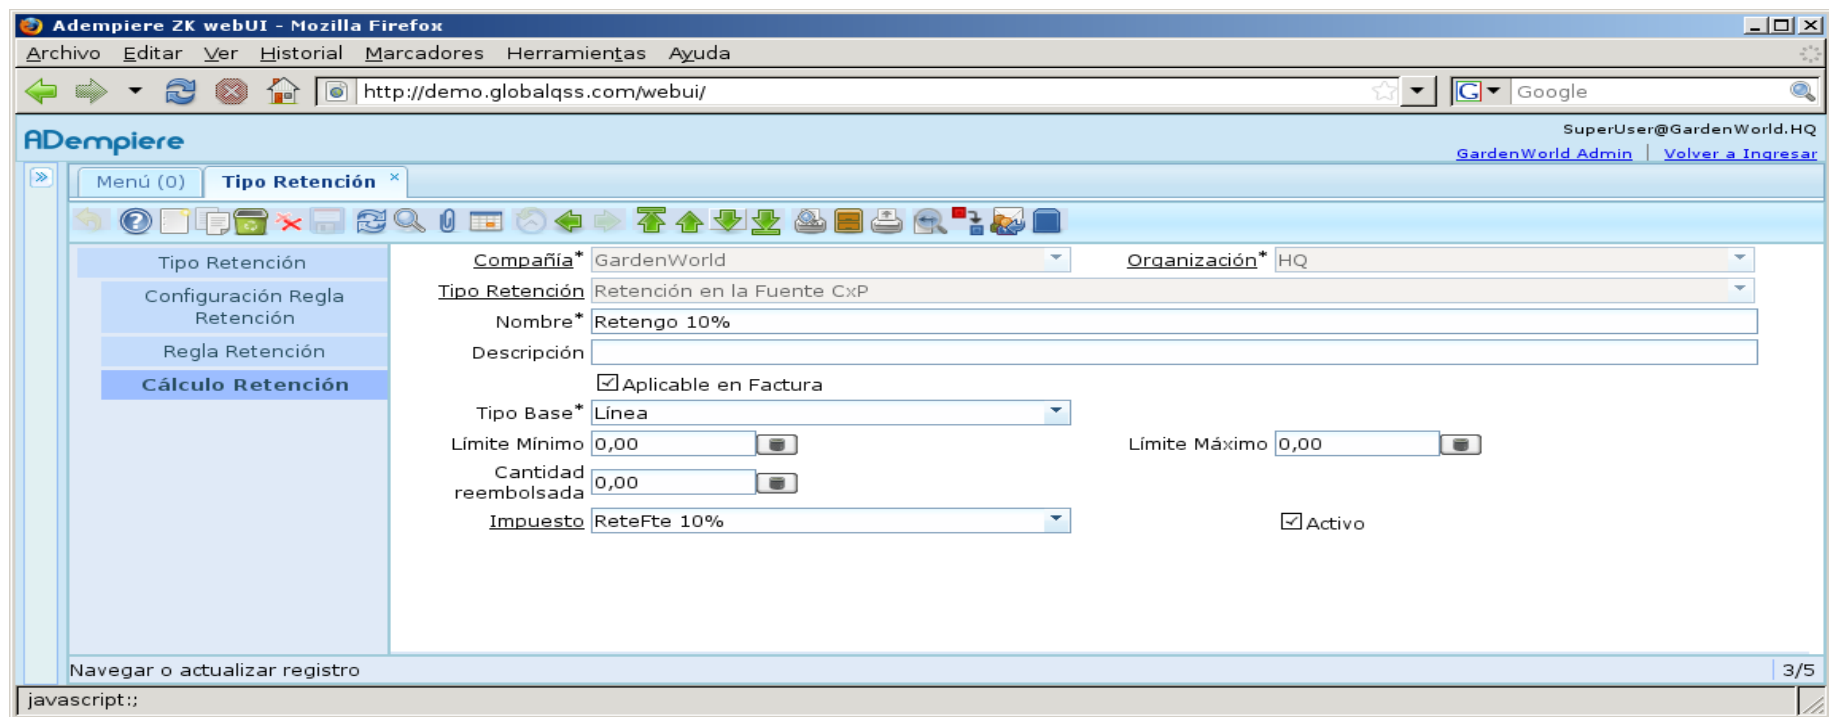 Adempiere ZK webUI - Mozilla Firefox
Archivo Editar Ver Historial Marcadores Herramientas Ayuda
http://demo.globalqss.com/webui/
G
Google
ADempiere
SuperUser@GardenWorld.HQ
GardenWorld Admin | Volver a Ingresar
Menú (0)
Tipo Retención
Tipo Retención
Configuración Regla
Retención
Regla Retención
Cálculo Retención
Compañía* GardenWorld
Organización* HQ
Tipo Retención Retención en la Fuente CxP
Nombre* Retengo 10%
Descripción
Aplicable en Factura
Tipo Base* Línea
Límite Mínimo 0,00
Límite Máximo 0,00
Cantidad
reembolsada 0,00
Impuesto ReteFte 10%
Activo
Navegar o actualizar registro
3/5
javascript:;